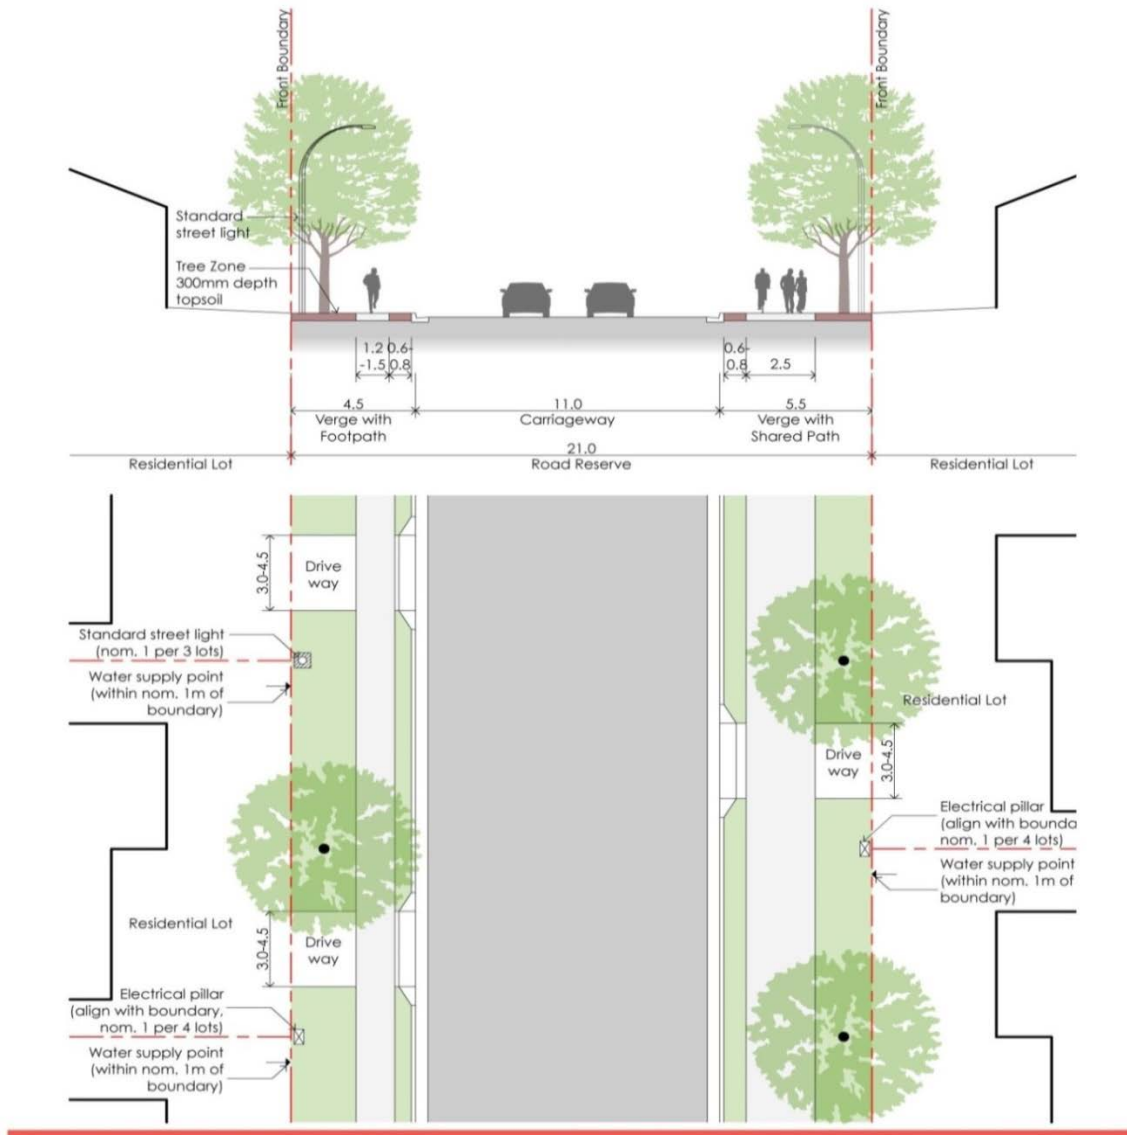 Front Boundary
Front Boundary
Standard
street light
Tree Zone
300mm depth
topsoil
1.2 0.6-
-1.5 0.8
0.6-
0.8 2.5
4.5
Verge with
Footpath
11.0
Carriageway
5.5
Verge with
Shared Path
21.0
Residential Lot
Road Reserve
Residential Lot
3.0-4.5
Drive
way
Standard street light
(nom. 1 per 3 lots)
Water supply point
(within nom. 1m of
boundary)
Residential Lot
3.0-4.5
Drive
way
Electrical pillar
(align with bounda
nom. 1 per 4 lots)
Water supply point
(within nom. 1m of
boundary)
Residential Lot
3.0-4.5
Drive
way
Electrical pillar
(align with boundary,
nom. 1 per 4 lots)
Water supply point
(within nom. 1m of
boundary)